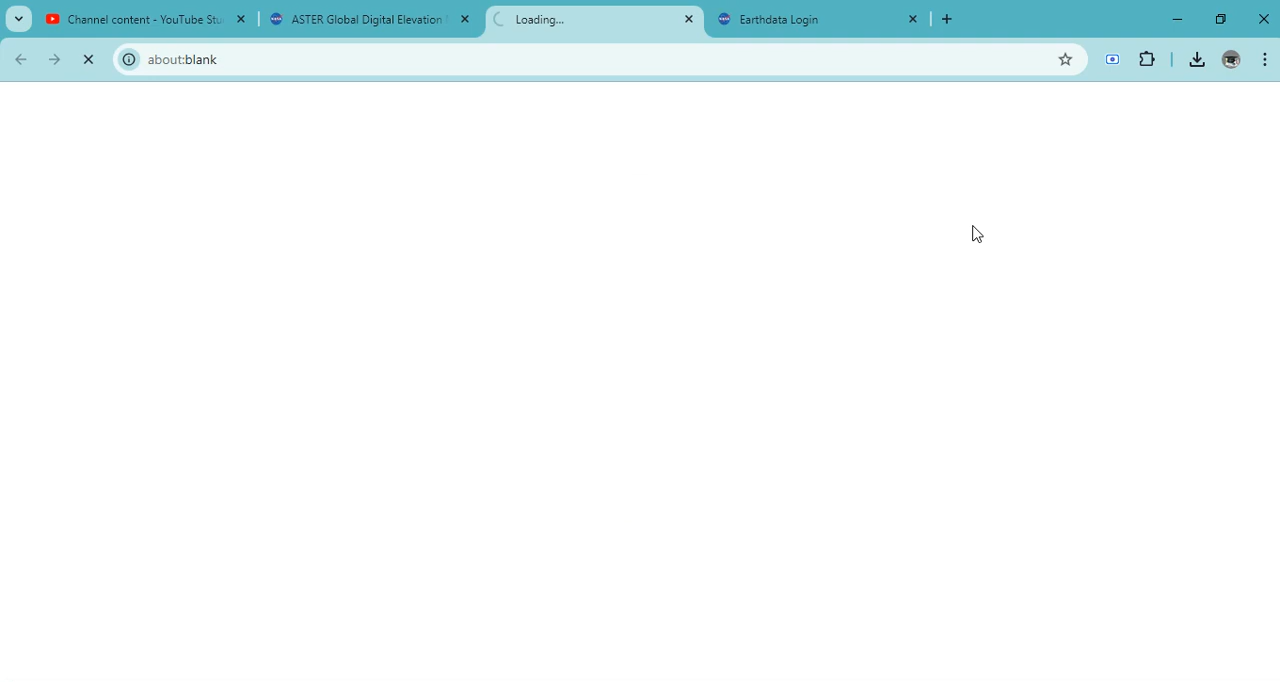 Channel content - YouTube Stu
ASTER Global Digital Elevation
Loading...
Earthdata Login
about:blank